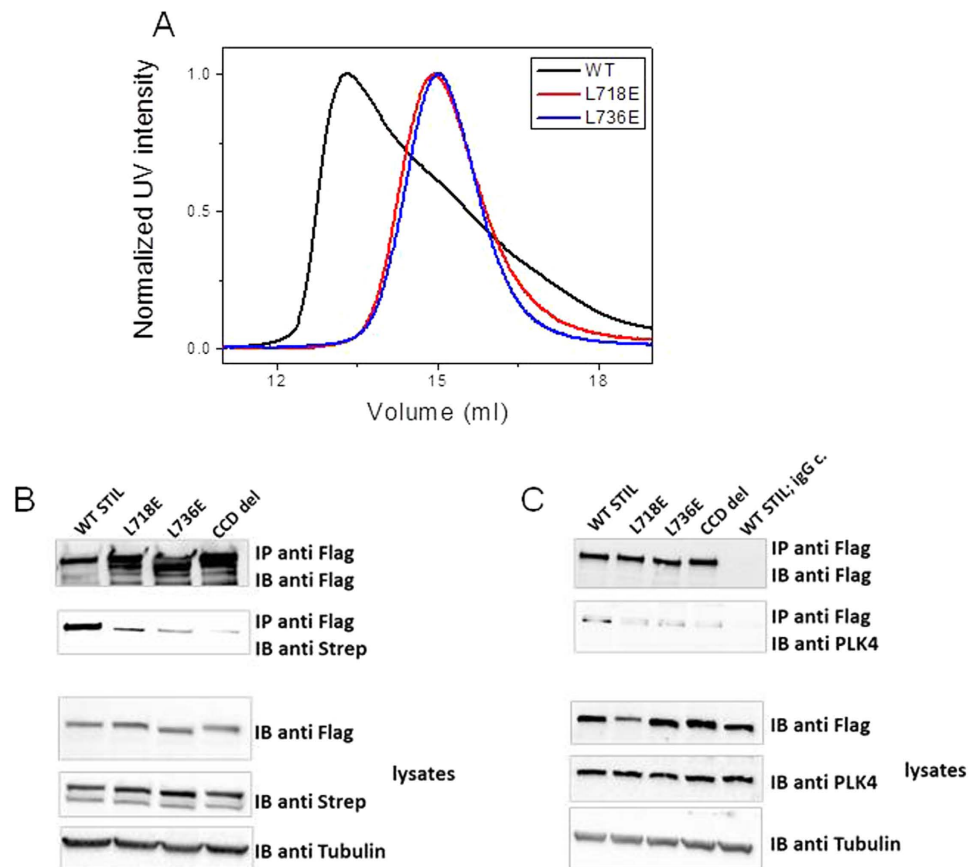 A
WT
L718E
L736E
Normalized UV intensity
1.0
0.5
0.0
12
15
18
Volume (ml)
B
WT STIL
L718E
L736E
CCD del
IP anti Flag
IB anti Flag
IP anti Flag
IB anti Strep
IB anti Flag
lysates
IB anti Strep
IB anti Tubulin
C
WT STIL
L718E
L736E
CCD del
WT STIL; igG c.
IP anti Flag
IB anti Flag
IP anti Flag
IB anti PLK4
IB anti Flag
IB anti PLK4
lysates
IB anti Tubulin